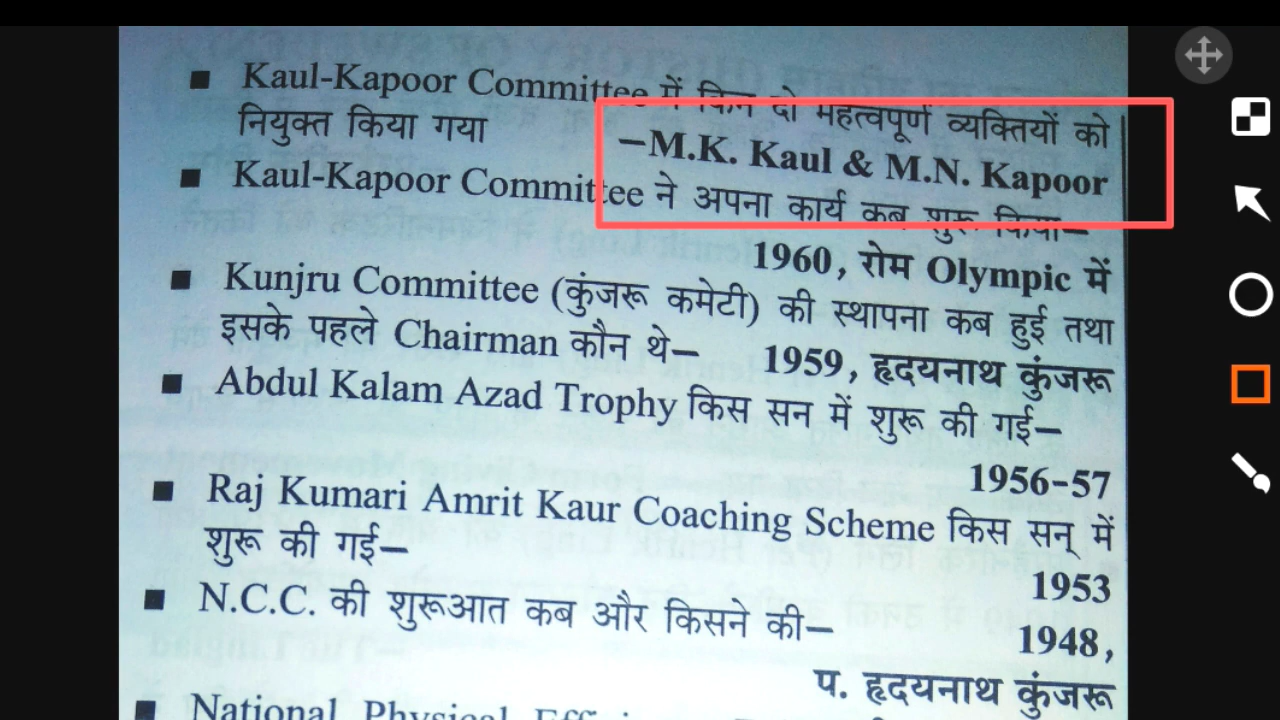 ■ Kaul-Kapoor Committee में किन दो महत्वपूर्ण व्यक्तियों को
नियुक्त किया गया –M.K. Kaul & M.N. Kapoor
■ Kaul-Kapoor Committee ने अपना कार्य कब शुरू किया–
1960, रोम Olympic में
■ Kunjru Committee (कुंजरू कमेटी) की स्थापना कब हुई तथा
इसके पहले Chairman कौन थे– 1959, हृदयनाथ कुंजरू
■ Abdul Kalam Azad Trophy किस सन में शुरू की गई–
1956-57
■ Raj Kumari Amrit Kaur Coaching Scheme किस सन् में
शुरू की गई–
1953
■ N.C.C. की शुरूआत कब और किसने की–
1948,
प. हृदयनाथ कुंजरू
■ National Physical